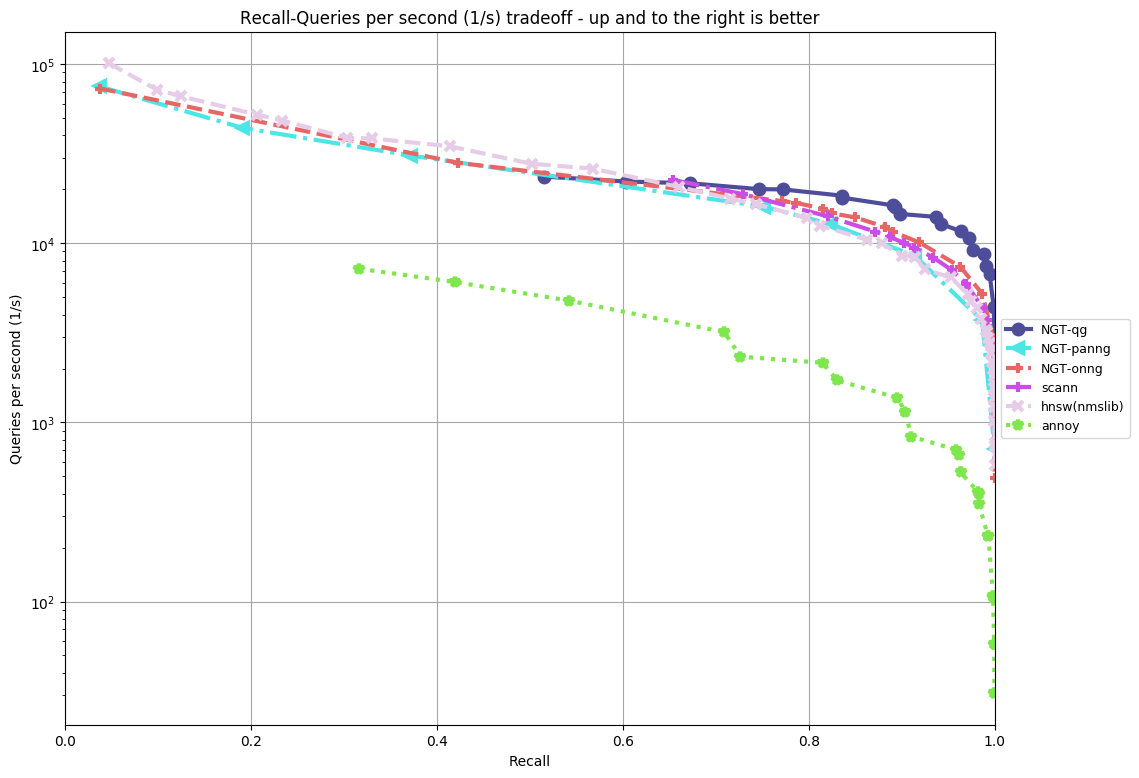 Recall-Queries per second (1/s) tradeoff - up and to the right is better
10^5
10^4
10^3
10^2
Queries per second (1/s)
NGT-qg
NGT-panng
NGT-onng
scann
hnsw(nmslib)
annoy
0.0 0.2 0.4 0.6 0.8 1.0
Recall